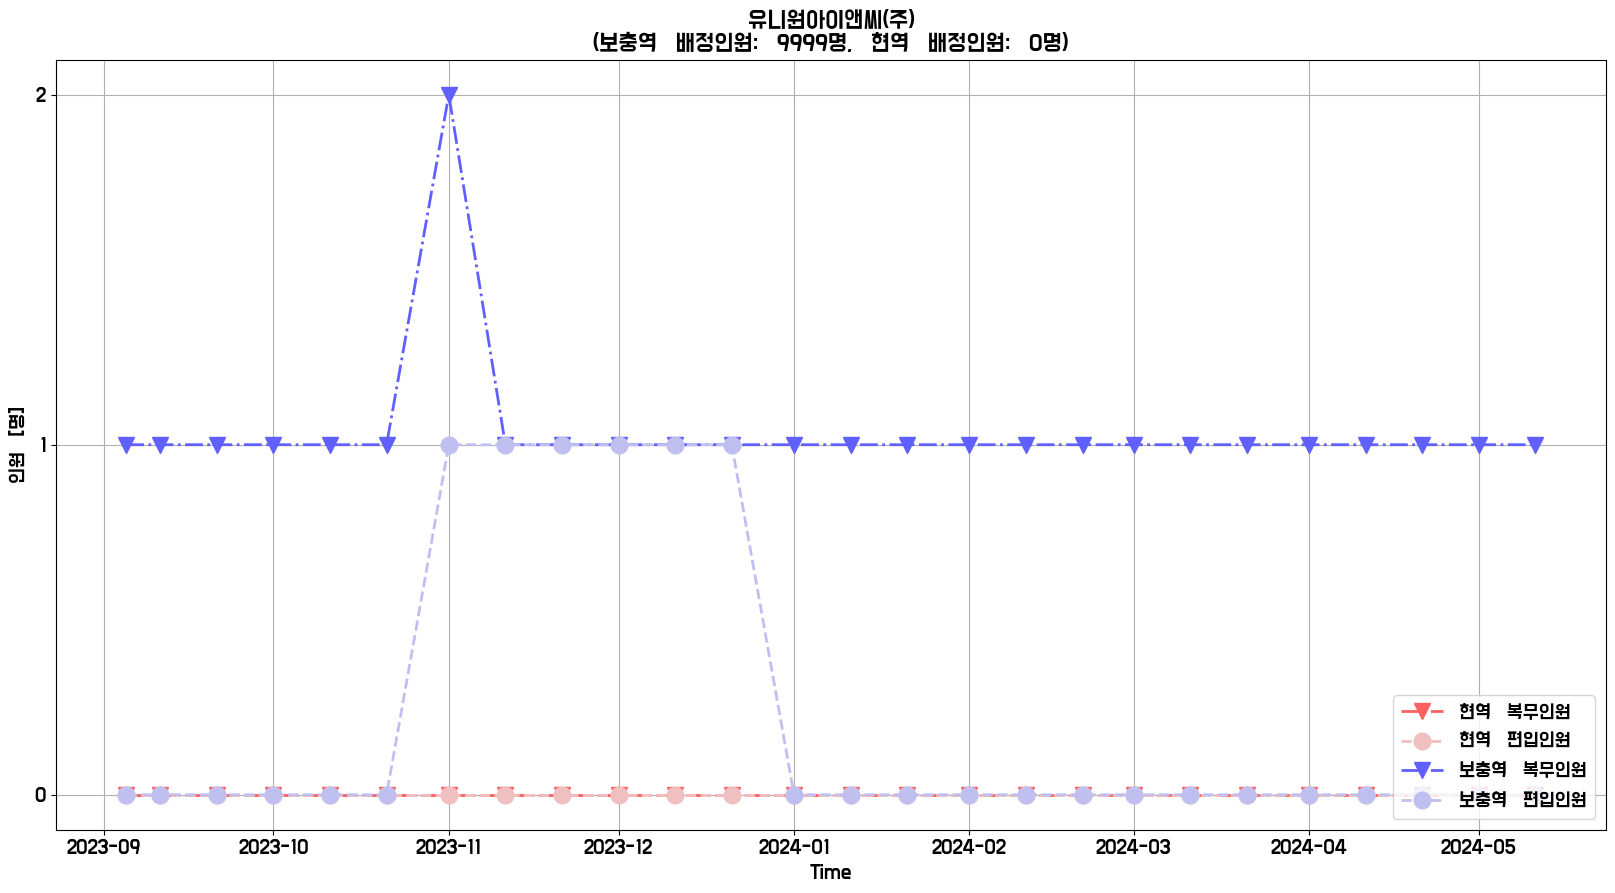 유니원아이앤씨(주)
(보충역 배정인원: 9999명, 현역 배정인원: 0명)
인원 [명]
2
1
0
현역 복무인원
현역 편입인원
보충역 복무인원
보충역 편입인원
2023-09 2023-10 2023-11 2023-12 2024-01 2024-02 2024-03 2024-04 2024-05
Time